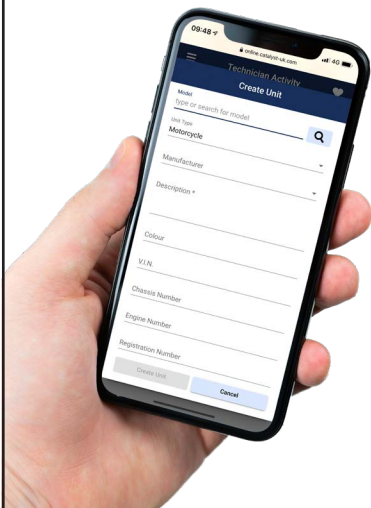 09:48
4G
online.catalyst-uk.com
Technician Activity
Create Unit
Model
type or search for model
Unit Type
Motorcycle
Manufacturer
Description *
Colour
V.I.N.
Chassis Number
Engine Number
Registration Number
Create Unit
Cancel